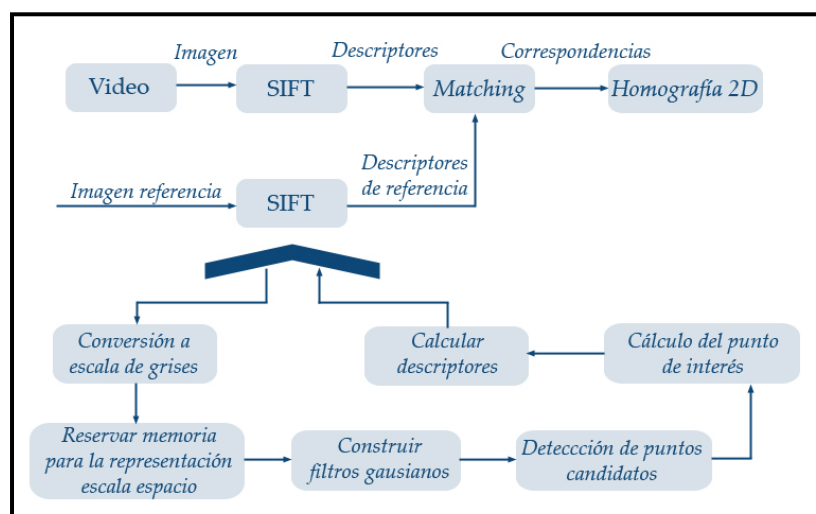 Imagen
Descriptores
Correspondencias
Video
SIFT
Matching
Homografía 2D
Imagen referencia
SIFT
Descriptores
de referencia
Conversión a
escala de grises
Calcular
descriptores
Cálculo del punto
de interés
Reservar memoria
para la representación
escala espacio
Construir
filtros gausianos
Deteccción de puntos
candidatos